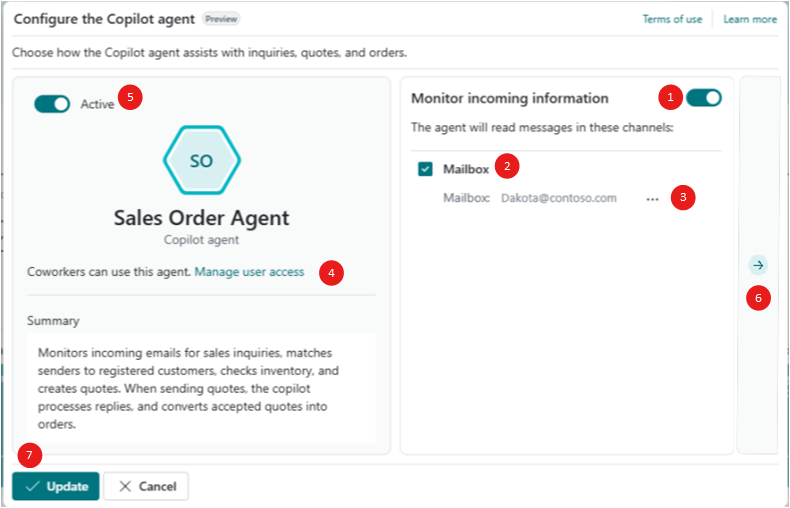 Configure the Copilot agent Preview
Terms of use Learn more
Choose how the Copilot agent assists with inquiries, quotes, and orders.
Active 5
SO
Sales Order Agent
Copilot agent
Coworkers can use this agent. Manage user access 4
Summary
Monitors incoming emails for sales inquiries, matches
senders to registered customers, checks inventory, and
creates quotes. When sending quotes, the copilot
processes replies, and converts accepted quotes into
orders.
Monitor incoming information 1
The agent will read messages in these channels:
Mailbox 2
Mailbox: Dakota@contoso.com ... 3
6
7
Update Cancel